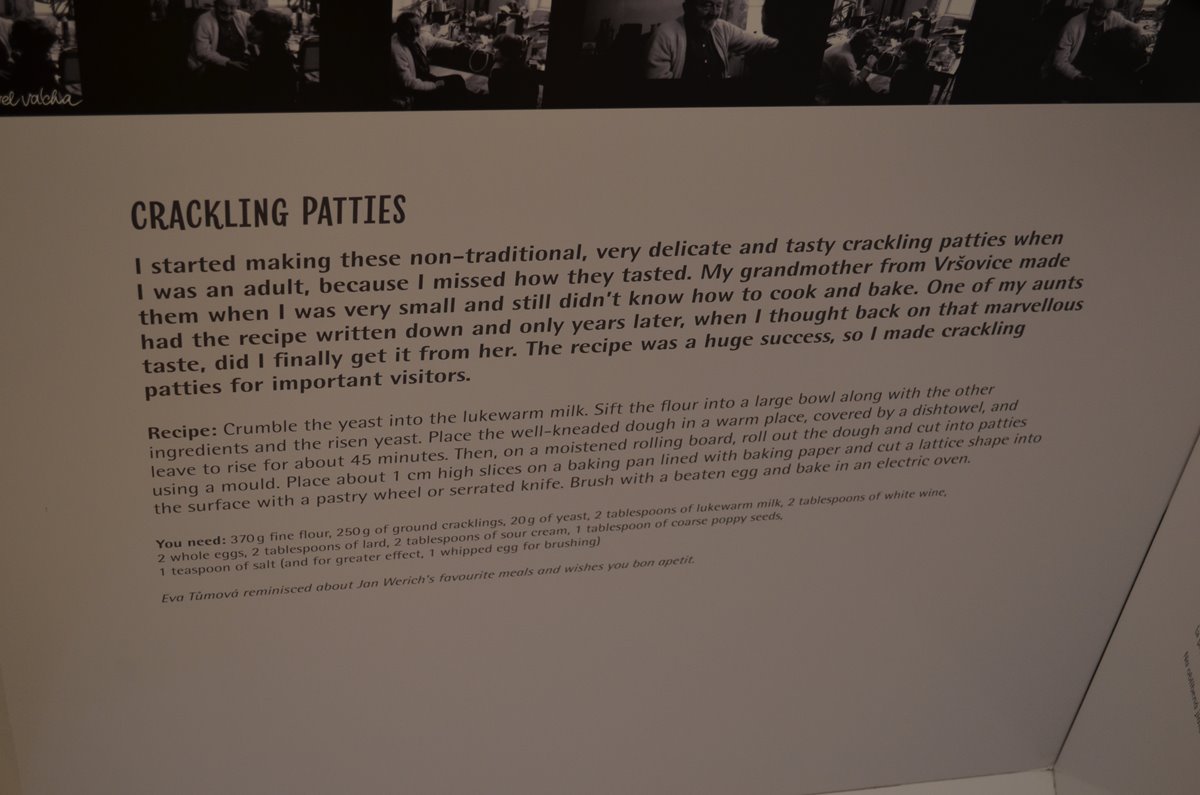 CRACKLING PATTIES
I started making these non-traditional, very delicate and tasty crackling patties when
I was an adult, because I missed how they tasted. My grandmother from Vršovice made
them when I was very small and still didn't know how to cook and bake. One of my aunts
had the recipe written down and only years later, when I thought back on that marvellous
taste, did I finally get it from her. The recipe was a huge success, so I made crackling
patties for important visitors.
Recipe: Crumble the yeast into the lukewarm milk. Sift the flour into a large bowl along with the other
ingredients and the risen yeast. Place the well-kneaded dough in a warm place, covered by a dishtowel, and
leave to rise for about 45 minutes. Then, on a moistened rolling board, roll out the dough and cut into patties
using a mould. Place about 1 cm high slices on a baking pan lined with baking paper and cut a lattice shape into
the surface with a pastry wheel or serrated knife. Brush with a beaten egg and bake in an electric oven.
You need: 370 g fine flour, 250 g of ground cracklings, 20 g of yeast, 2 tablespoons of lukewarm milk, 2 tablespoons of white wine,
2 whole eggs, 2 tablespoons of lard, 2 tablespoons of sour cream, 1 tablespoon of coarse poppy seeds,
1 teaspoon of salt (and for greater effect, 1 whipped egg for brushing)
Eva Tůmová reminisced about Jan Werich's favourite meals and wishes you bon apetit.